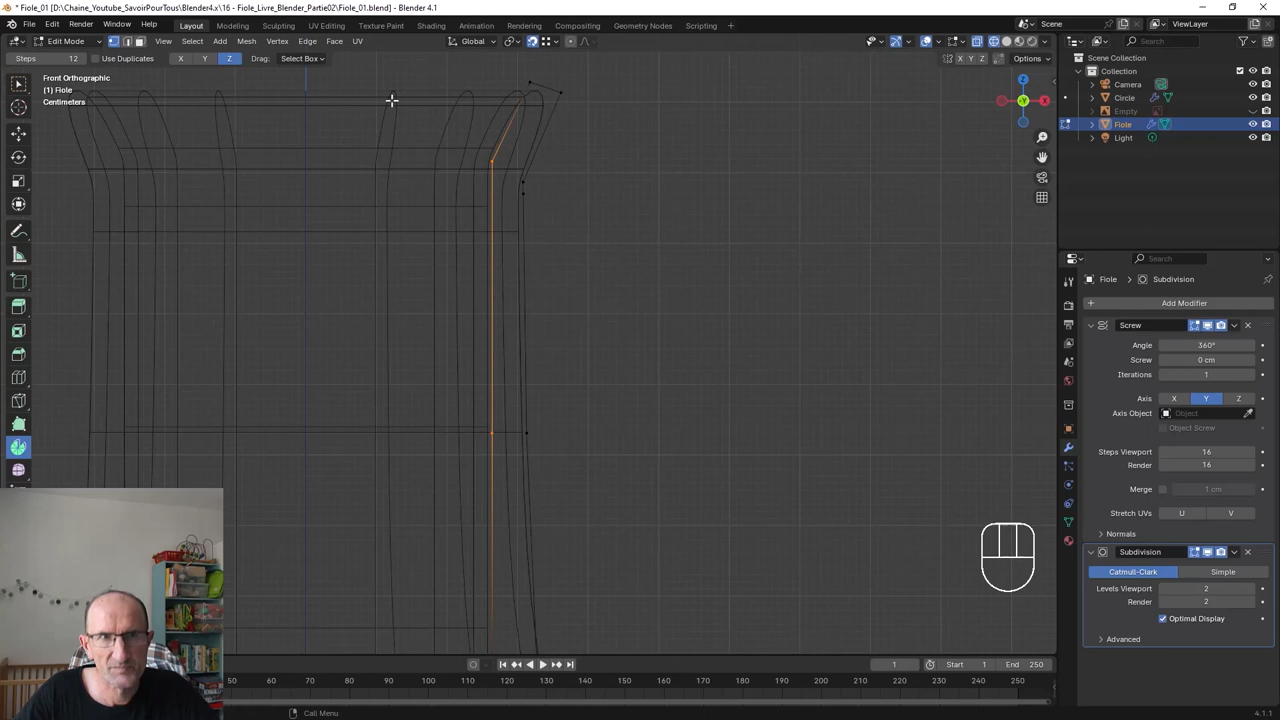 * Fiole_01 [D:\Chaine_Youtube_SavoirPourTous\Blender4.x\16 - Fiole_Livre_Blender_Partie02\Fiole_01.blend] - Blender 4.1
File Edit Render Window Help Layout Modeling Sculpting UV Editing Texture Paint Shading Animation Rendering Compositing Geometry Nodes Scripting + Scene ViewLayer
Edit Mode View Select Add Mesh Vertex Edge Face UV Global Search
Steps 12 Use Duplicates X Y Z Drag: Select Box X Y Z Options
Scene Collection
Collection
Camera
Circle
Empty
Fiole
Light
Front Orthographic
(1) Fiole
Centimeters
Z
Y
X
Search
Fiole > Subdivision
+ Add Modifier
Screw
Angle 360°
Screw 0 cm
Iterations 1
Axis X Y Z
Axis Object Object
Object Screw
Steps Viewport 16
Render 16
Merge 1 cm
Stretch UVs U V
Normals
Subdivision
Catmull-Clark Simple
Levels Viewport 2
Render 2
Optimal Display
Advanced
1 Start 1 End 250
50 60 70 80 90 100 110 120 130 140 150 160 170 180 190 200 210 220 230 240 250
Call Menu
4.1.1